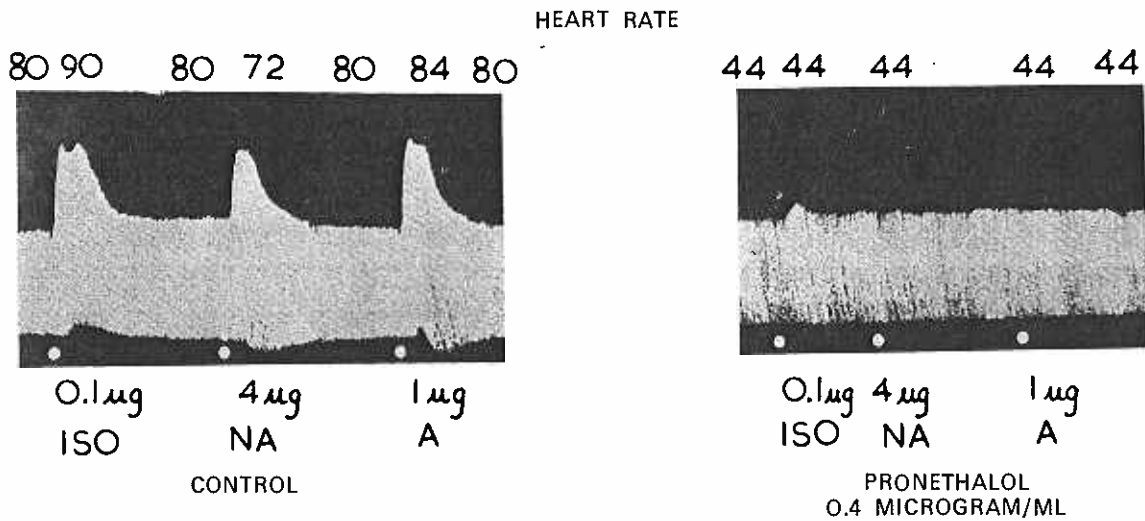 HEART RATE
80 90 80 72 80 84 80
44 44 44 44 44
0.1µg 4µg 1µg
ISO NA A
CONTROL
0.1µg 4µg 1µg
ISO NA A
PRONETHALOL
0.4 MICROGRAM/ML